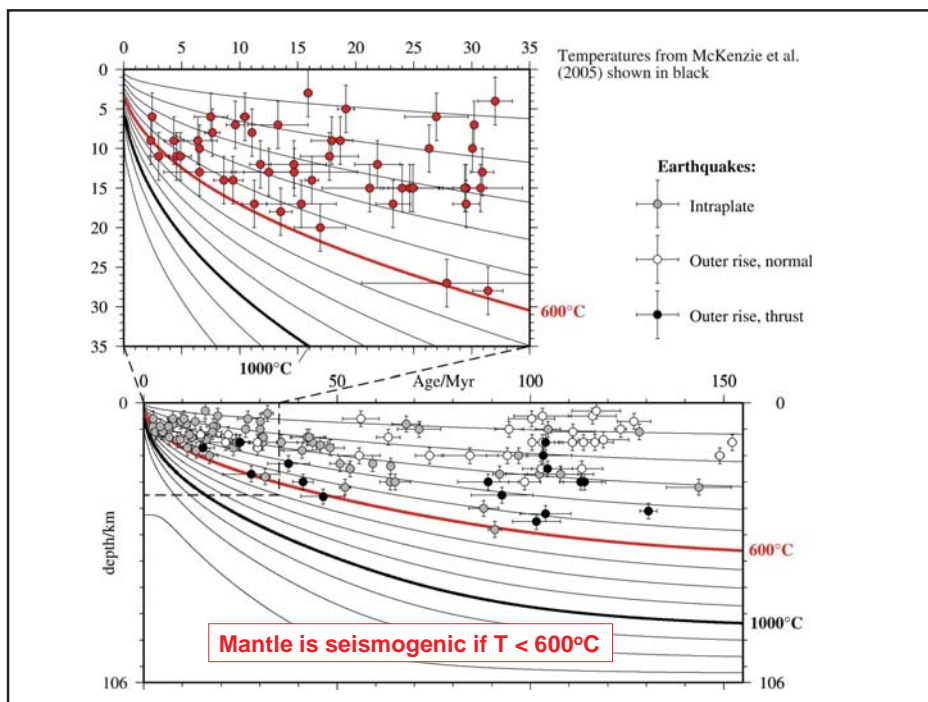 0 5 10 15 20 25 30 35
Temperatures from McKenzie et al.
(2005) shown in black
0
5
10
15
20
25
30
35
600°C
1000°C
Earthquakes:
Intraplate
Outer rise, normal
Outer rise, thrust
0 50 100 150
Age/Myr
0 0
depth/km
600°C
1000°C
106 106
Mantle is seismogenic if T < 600°C